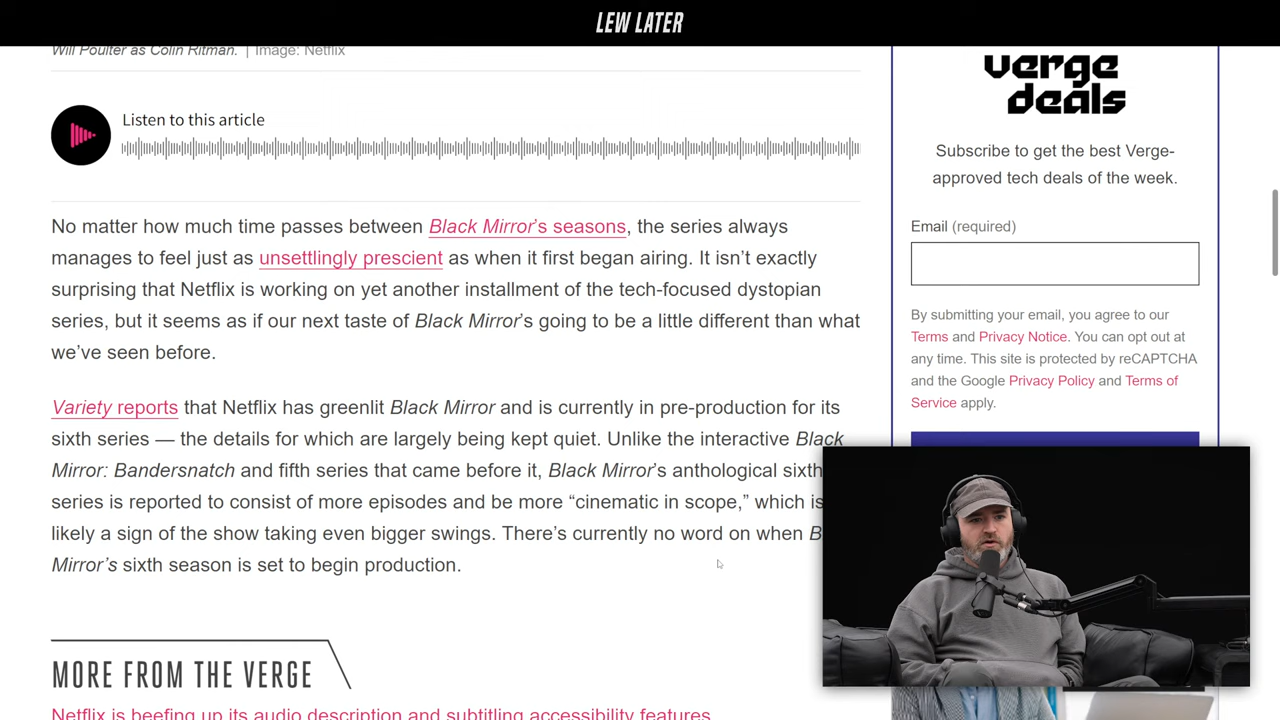 LEW LATER
Will Poulter as Colin Ritman. | Image: Netflix
Listen to this article
No matter how much time passes between Black Mirror's seasons, the series always
manages to feel just as unsettlingly prescient as when it first began airing. It isn't exactly
surprising that Netflix is working on yet another installment of the tech-focused dystopian
series, but it seems as if our next taste of Black Mirror's going to be a little different than what
we've seen before.
Variety reports that Netflix has greenlit Black Mirror and is currently in pre-production for its
sixth series — the details for which are largely being kept quiet. Unlike the interactive Black
Mirror: Bandersnatch and fifth series that came before it, Black Mirror's anthological sixth
series is reported to consist of more episodes and be more “cinematic in scope,” which is
likely a sign of the show taking even bigger swings. There's currently no word on when
Mirror's sixth season is set to begin production.
MORE FROM THE VERGE
Netflix is beefing up its audio description and subtitling accessibility features
verge
deals
Subscribe to get the best Verge-
approved tech deals of the week.
Email (required)
By submitting your email, you agree to our
Terms and Privacy Notice. You can opt out at
any time. This site is protected by reCAPTCHA
and the Google Privacy Policy and Terms of
Service apply.